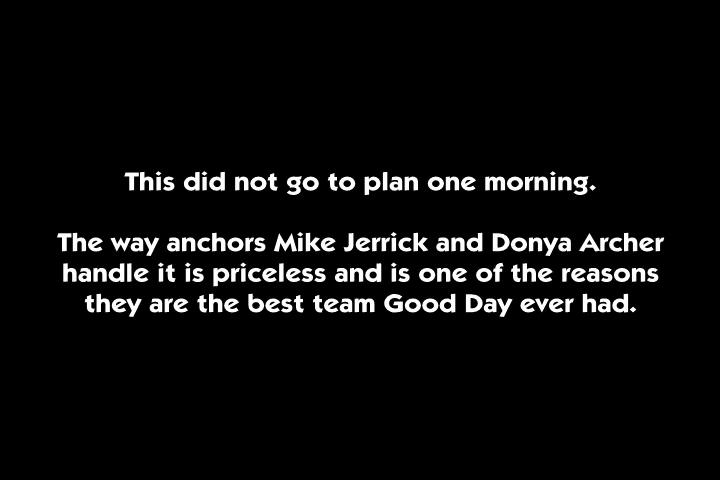 This did not go to plan one morning.
The way anchors Mike Jerrick and Donya Archer
handle it is priceless and is one of the reasons
they are the best team Good Day ever had.